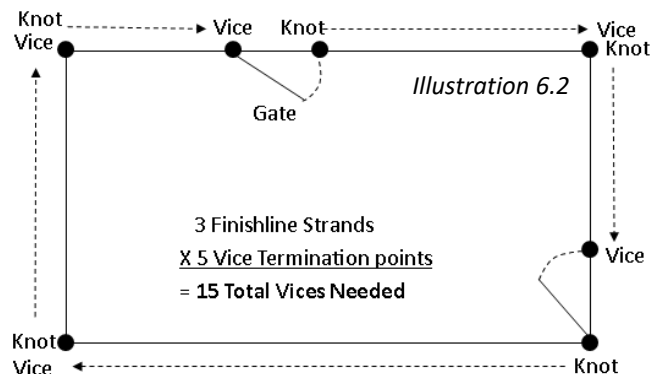 Knot
Vice
Vice
Knot
Vice
Knot
Gate
Illustration 6.2
3 Finishline Strands
X 5 Vice Termination points
= 15 Total Vices Needed
Vice
Knot
Vice
Knot